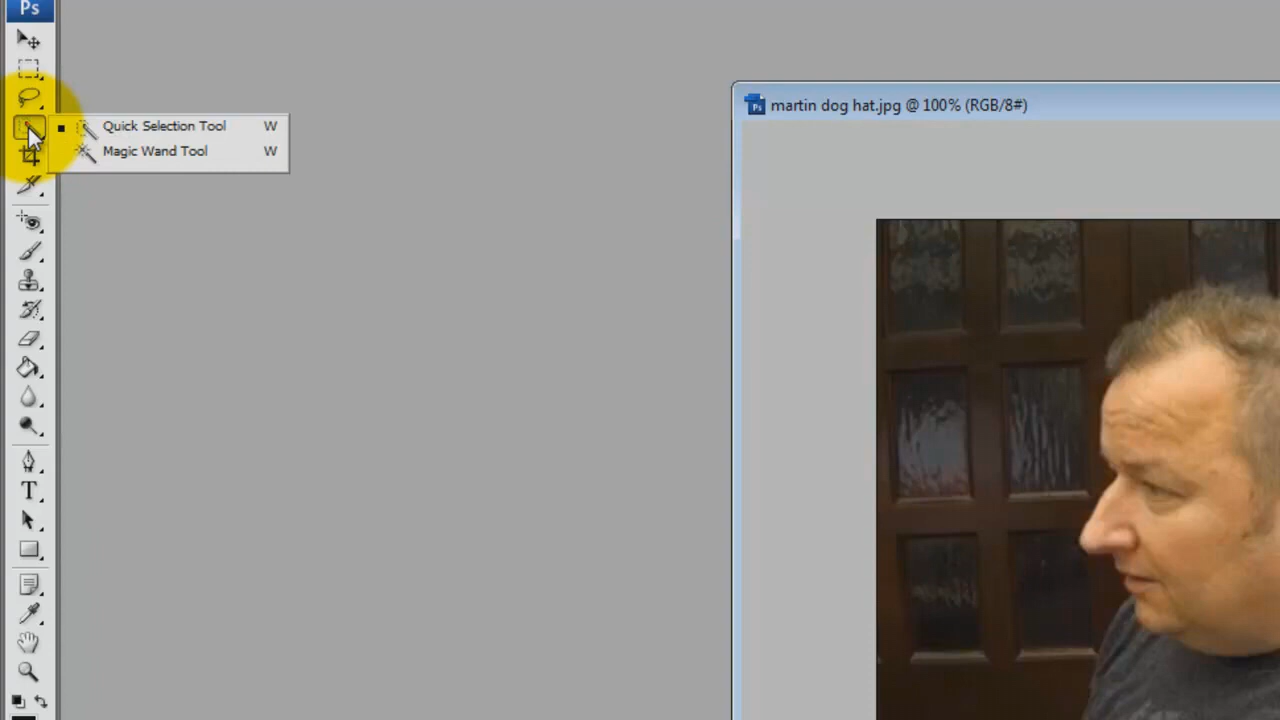 Ps
Quick Selection Tool W
Magic Wand Tool W
martin dog hat.jpg @ 100% (RGB/8#)
T